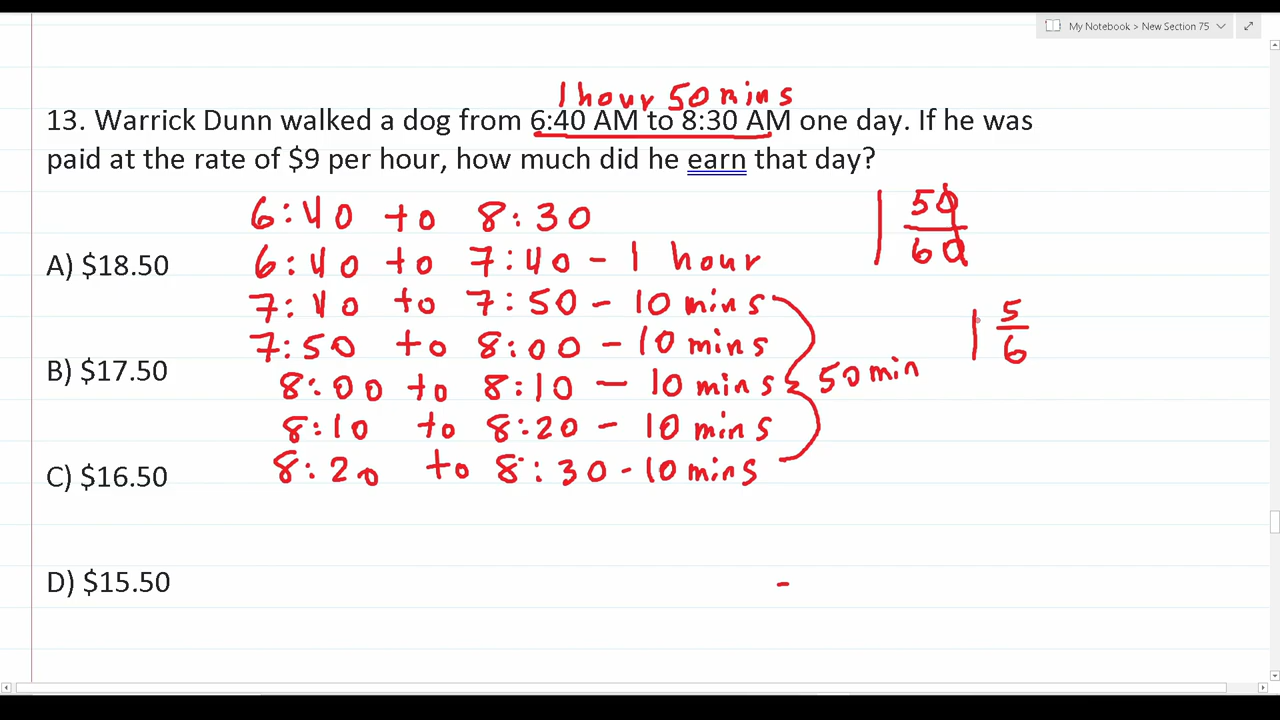 My Notebook > New Section 75
1 hour 50 mins
13. Warrick Dunn walked a dog from 6:40 AM to 8:30 AM one day. If he was
paid at the rate of $9 per hour, how much did he earn that day?
6:40 to 8:30
1 50/60
A) $18.50
6:40 to 7:40 - 1 hour
7:40 to 7:50 - 10 mins
1 5/6
7:50 to 8:00 - 10 mins
B) $17.50
8:00 to 8:10 - 10 mins
50 min
8:10 to 8:20 - 10 mins
C) $16.50
8:20 to 8:30 - 10 mins
D) $15.50
-